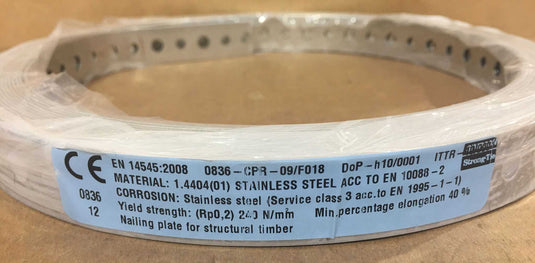 CE EN 14545:2008 0836-CPR-09/F018 DoP-h10/0001 ITTR-
Strong-Tie
MATERIAL: 1.4404(01) STAINLESS STEEL ACC TO EN 10088-2
0836 CORROSION: Stainless steel (Service class 3 acc.to EN 1995-1-1)
12 Yield strength: (Rp0,2) 240 N/mm Min.percentage elongation 40 %
Nailing plate for structural timber